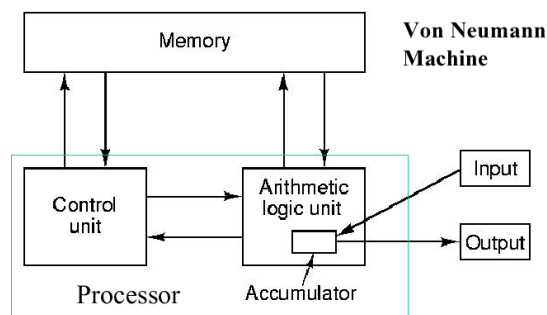 Memory
Von Neumann
Machine
Control
unit
Arithmetic
logic unit
Input
Output
Processor
Accumulator